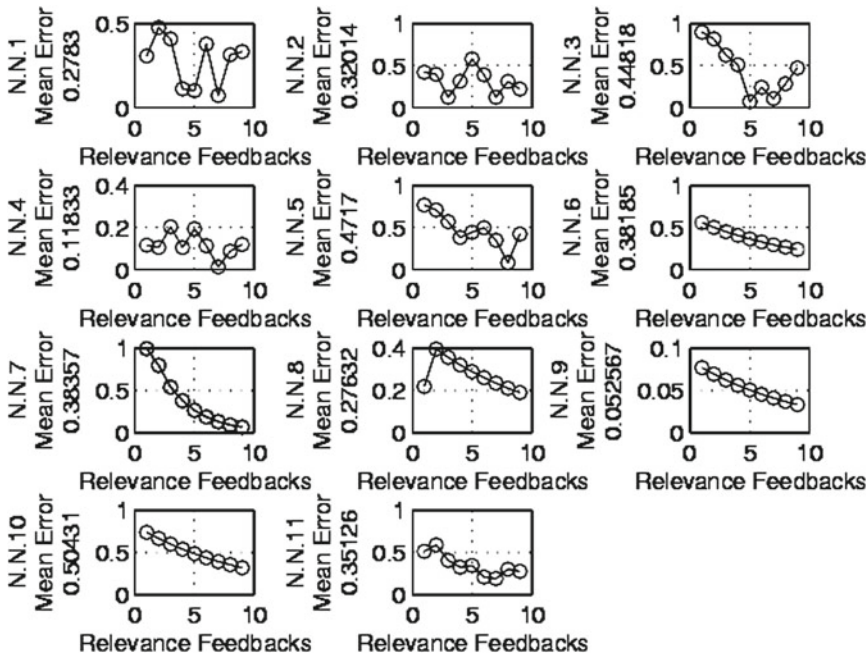 N.N.1
Mean Error
0.2783
0.5
0
0 5 10
Relevance Feedbacks
N.N.2
Mean Error
0.32014
1
0.5
0
0 5 10
Relevance Feedbacks
N.N.3
Mean Error
0.44818
1
0.5
0
0 5 10
Relevance Feedbacks
N.N.4
Mean Error
0.11833
0.4
0.2
0
0 5 10
Relevance Feedbacks
N.N.5
Mean Error
0.4717
1
0.5
0
0 5 10
Relevance Feedbacks
N.N.6
Mean Error
0.38185
1
0.5
0
0 5 10
Relevance Feedbacks
N.N.7
Mean Error
0.38357
1
0.5
0
0 5 10
Relevance Feedbacks
N.N.8
Mean Error
0.27632
0.4
0.2
0
0 5 10
Relevance Feedbacks
N.N.9
Mean Error
0.052567
0.1
0.05
0
0 5 10
Relevance Feedbacks
N.N.10
Mean Error
0.50431
1
0.5
0
0 5 10
Relevance Feedbacks
N.N.11
Mean Error
0.35126
1
0.5
0
0 5 10
Relevance Feedbacks